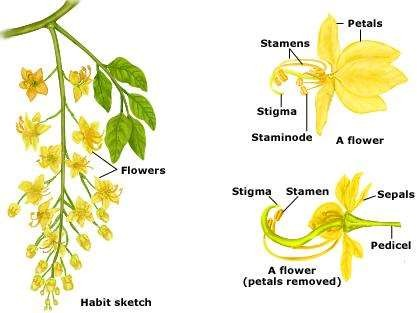 Flowers
Habit sketch
Petals
Stamens
Stigma
Staminode
A flower
Stigma
Stamen
Sepals
Pedicel
A flower
(petals removed)